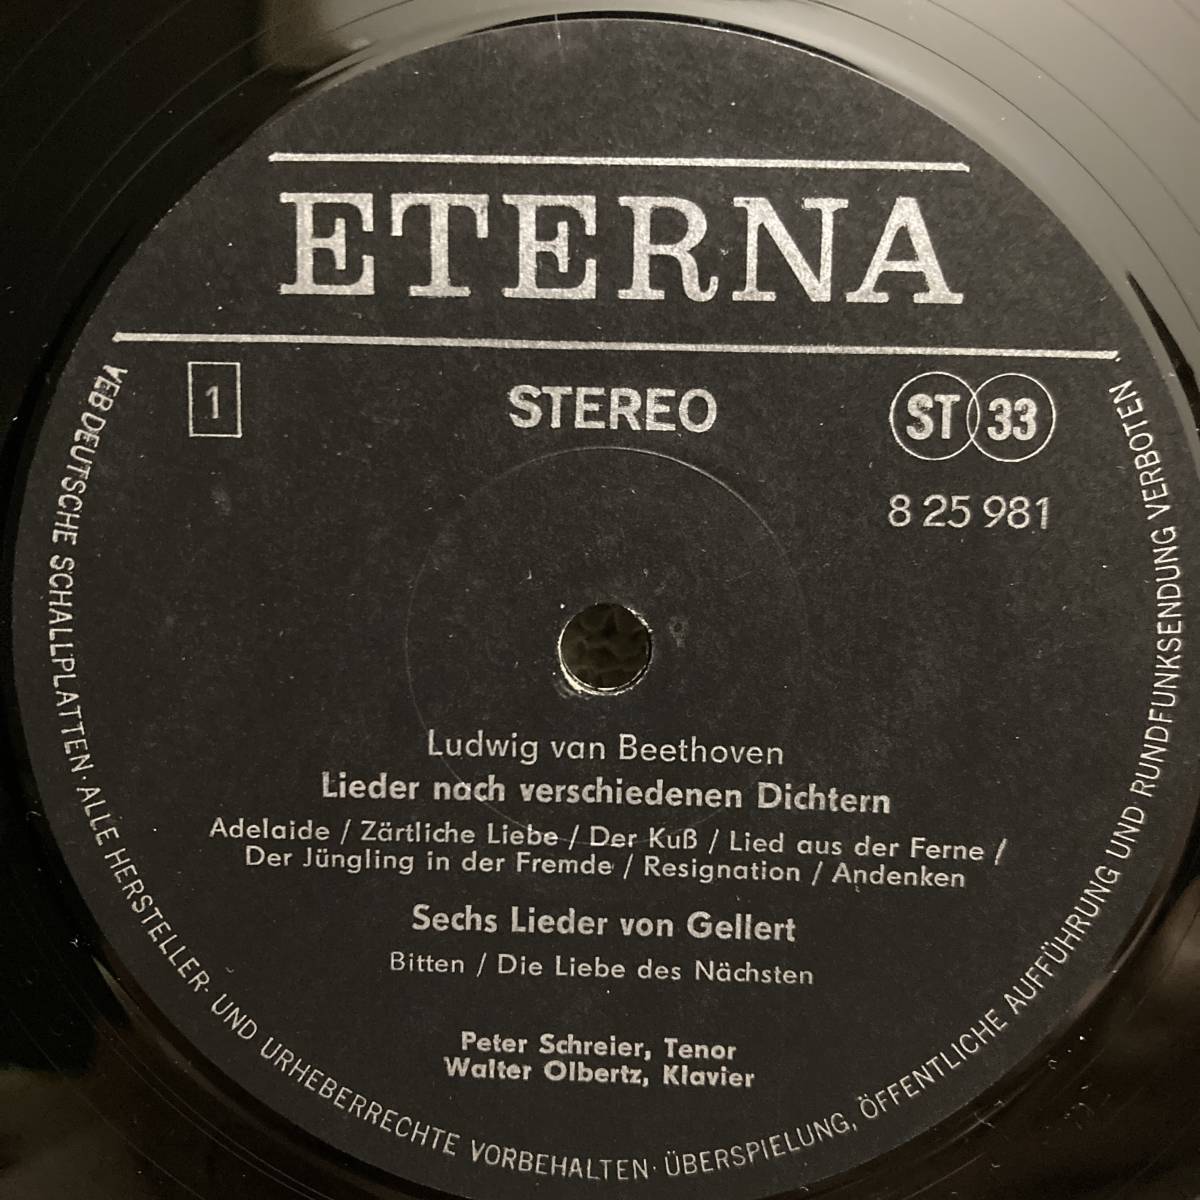 ETERNA
1
STEREO
ST 33
8 25 981
Ludwig van Beethoven
Lieder nach verschiedenen Dichtern
Adelaide / Zärtliche Liebe / Der Kuß / Lied aus der Ferne /
Der Jüngling in der Fremde / Resignation / Andenken
Sechs Lieder von Gellert
Bitten / Die Liebe des Nächsten
Peter Schreier, Tenor
Walter Olbertz, Klavier
VEB DEUTSCHE SCHALLPLATTEN · ALLE HERSTELLER- UND URHEBERRECHTE VORBEHALTEN · ÜBERSPIELUNG, ÖFFENTLICHE AUFFÜHRUNG UND RUNDFUNKSENDUNG VERBOTEN